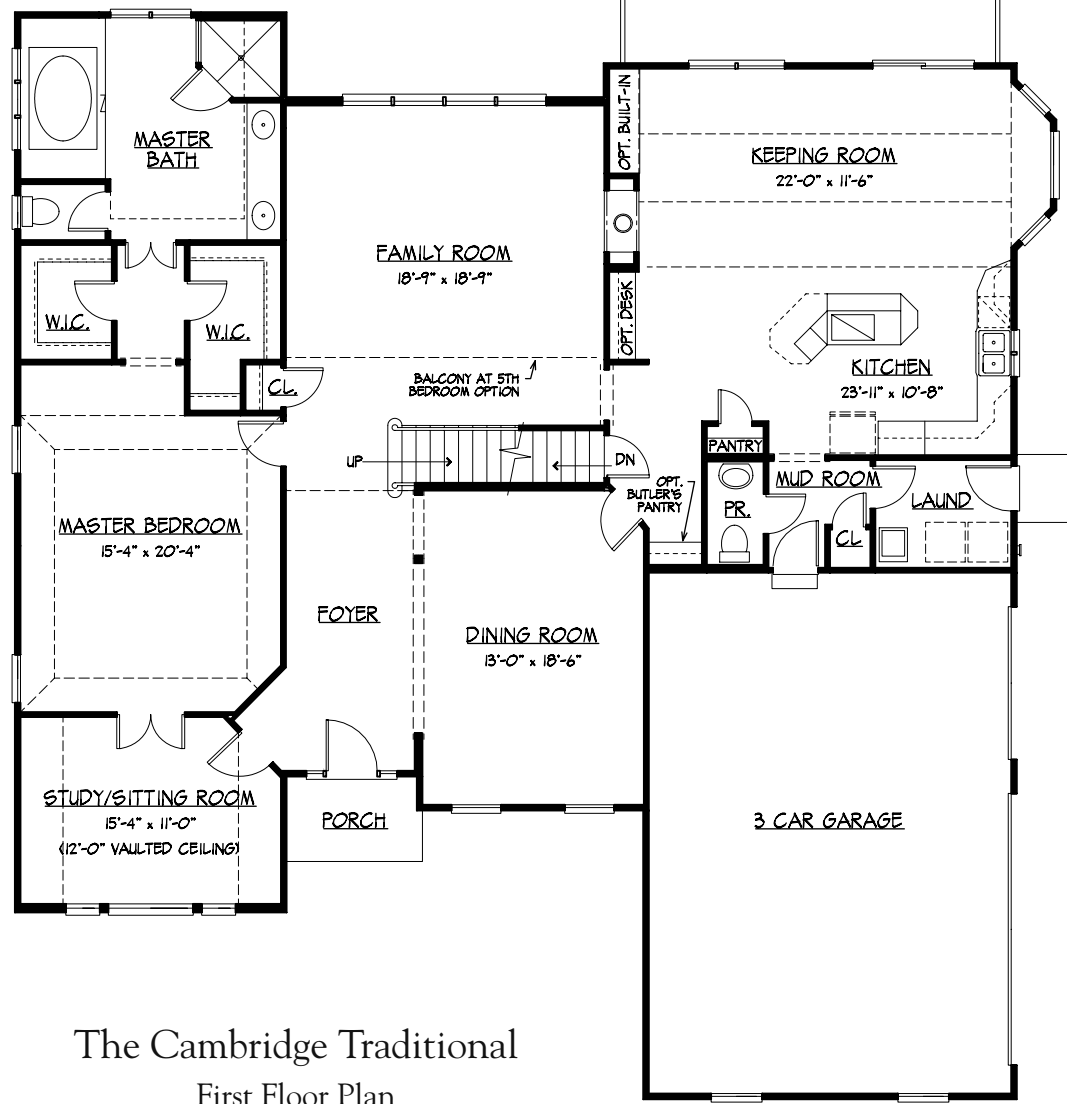 MASTER
BATH
OPT. BUILT-IN
KEEPING ROOM
22'-0" x 11'-6"
FAMILY ROOM
18'-9" x 18'-9"
W.I.C.
W.I.C.
OPT. DESK
KITCHEN
23'-11" x 10'-8"
CL.
BALCONY AT 5TH
BEDROOM OPTION
UP
DN
PANTRY
OPT.
BUTLER'S
PANTRY
MUD ROOM
PR.
LAUND
CL
MASTER BEDROOM
15'-4" x 20'-4"
FOYER
DINING ROOM
13'-0" x 18'-6"
STUDY/SITTING ROOM
15'-4" x 11'-0"
(12'-0" VAULTED CEILING)
PORCH
3 CAR GARAGE
The Cambridge Traditional
First Floor Plan